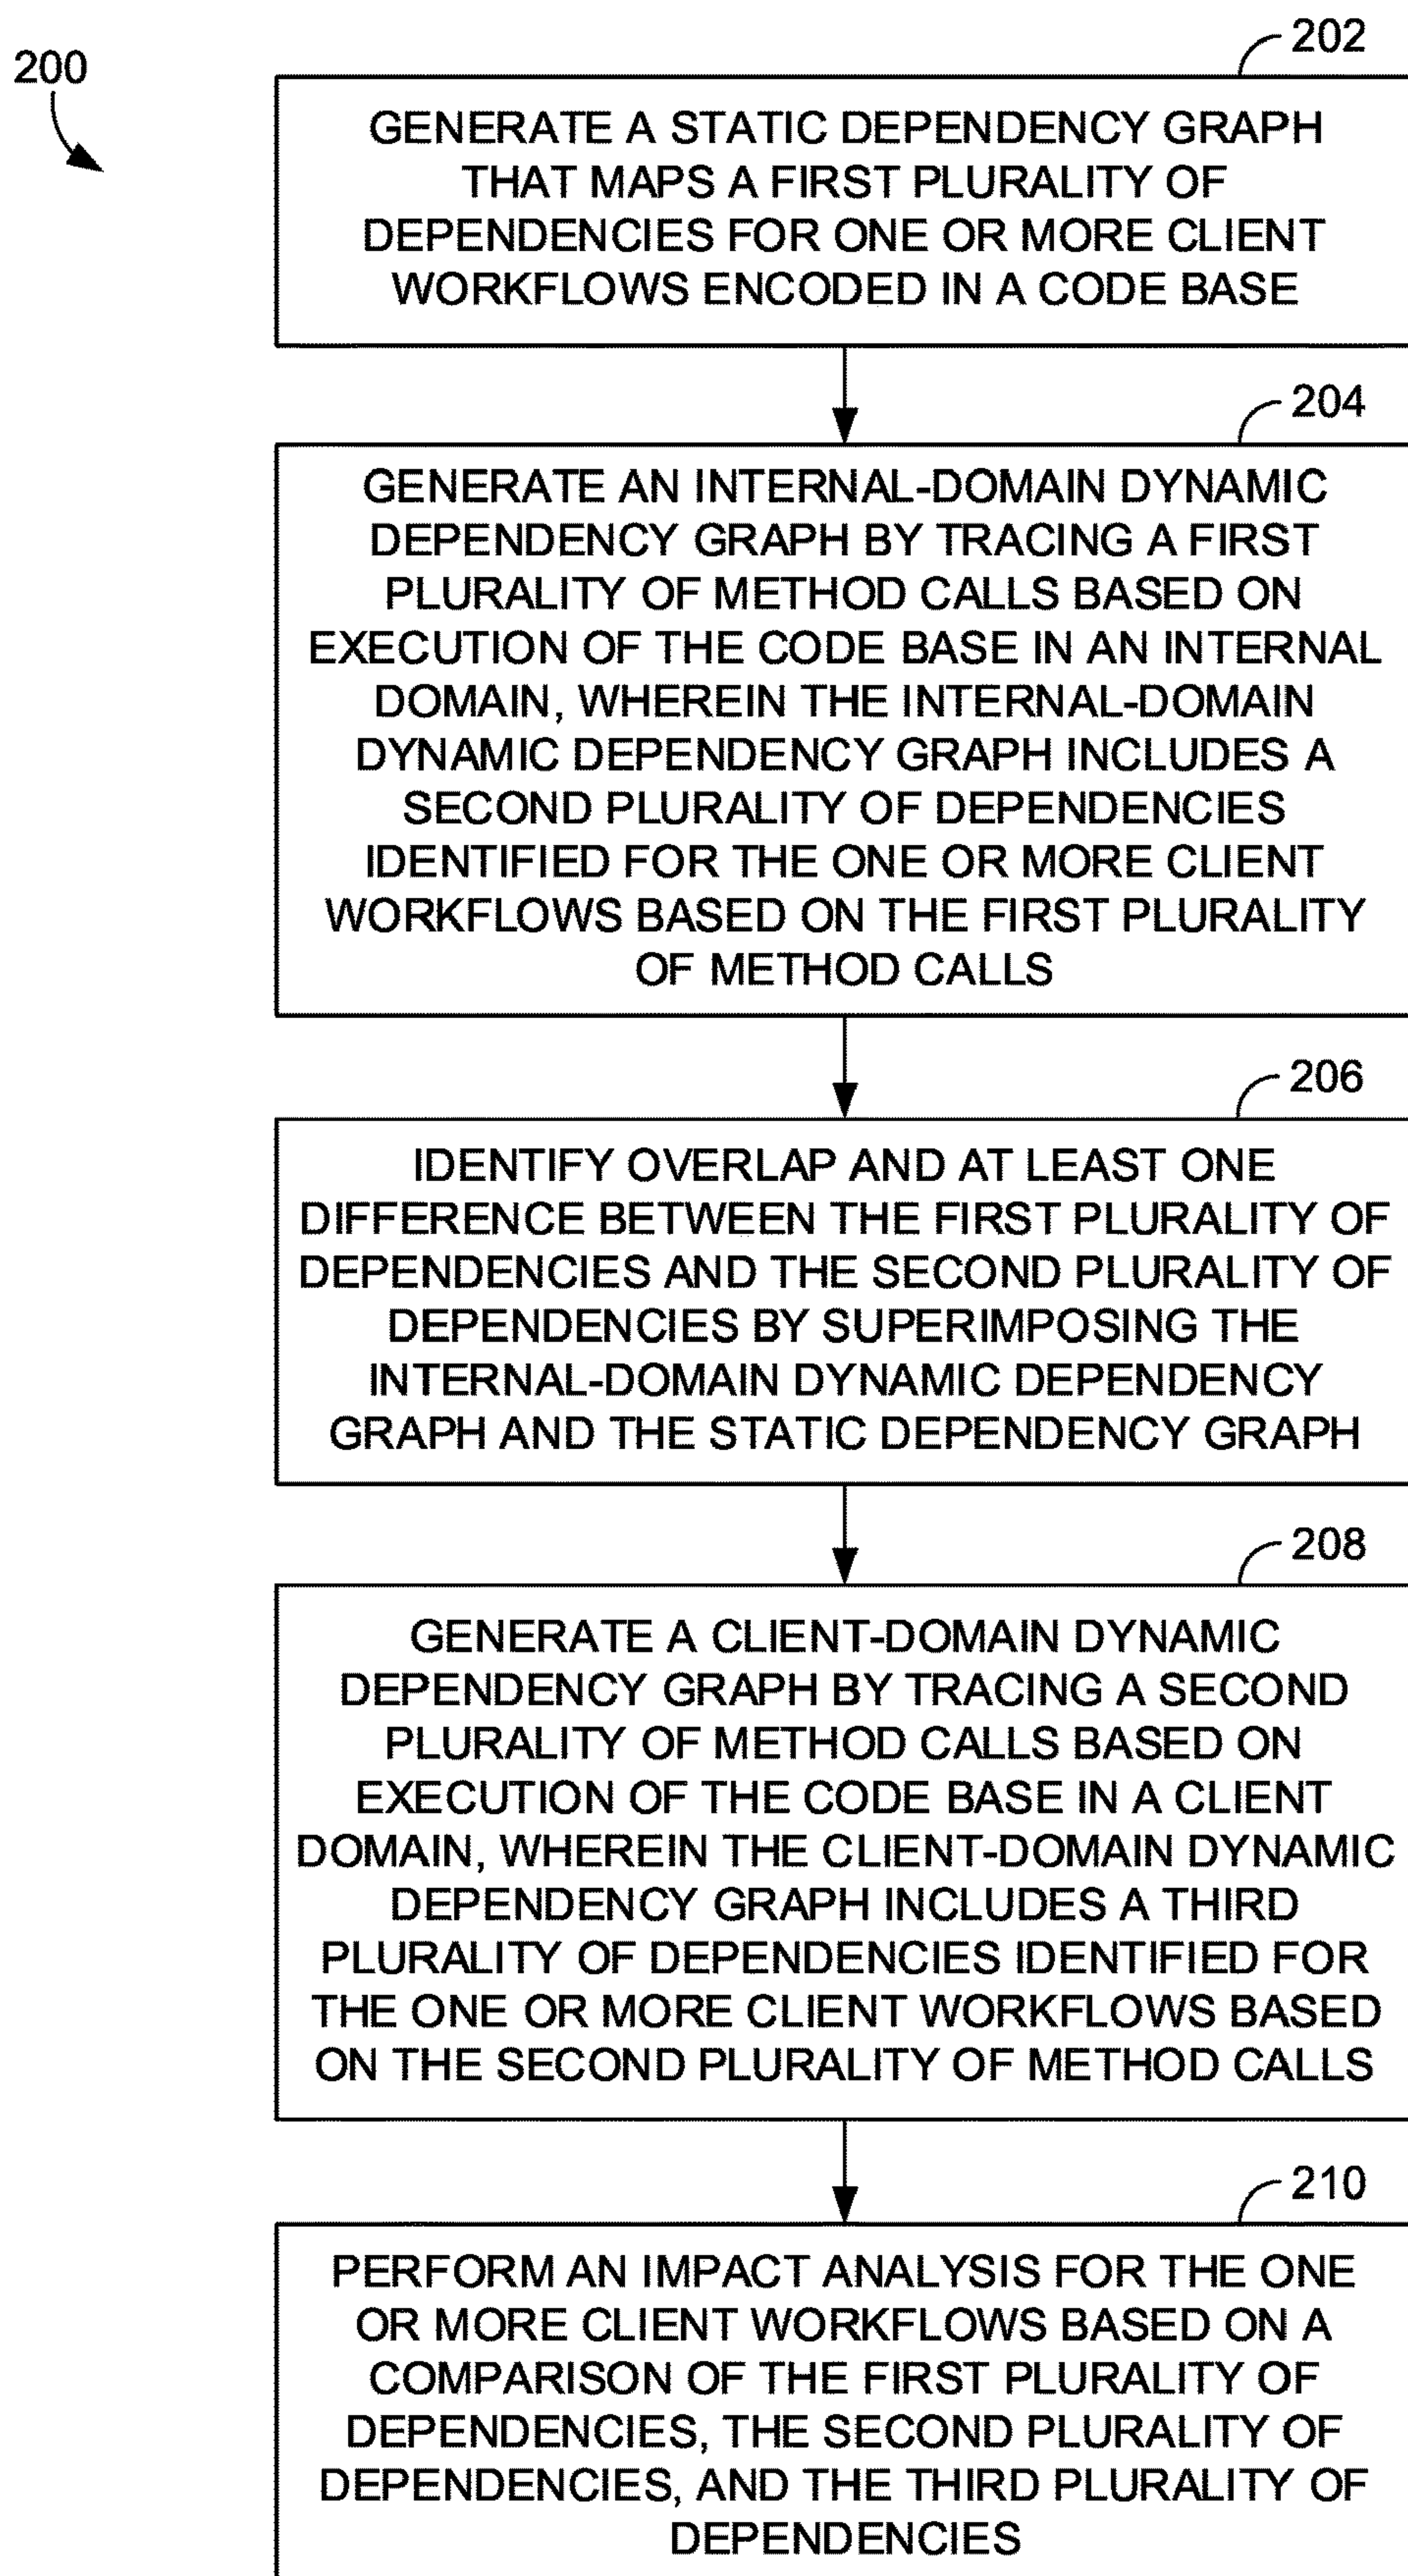 200
202
GENERATE A STATIC DEPENDENCY GRAPH
THAT MAPS A FIRST PLURALITY OF
DEPENDENCIES FOR ONE OR MORE CLIENT
WORKFLOWS ENCODED IN A CODE BASE
204
GENERATE AN INTERNAL-DOMAIN DYNAMIC
DEPENDENCY GRAPH BY TRACING A FIRST
PLURALITY OF METHOD CALLS BASED ON
EXECUTION OF THE CODE BASE IN AN INTERNAL
DOMAIN, WHEREIN THE INTERNAL-DOMAIN
DYNAMIC DEPENDENCY GRAPH INCLUDES A
SECOND PLURALITY OF DEPENDENCIES
IDENTIFIED FOR THE ONE OR MORE CLIENT
WORKFLOWS BASED ON THE FIRST PLURALITY
OF METHOD CALLS
206
IDENTIFY OVERLAP AND AT LEAST ONE
DIFFERENCE BETWEEN THE FIRST PLURALITY OF
DEPENDENCIES AND THE SECOND PLURALITY OF
DEPENDENCIES BY SUPERIMPOSING THE
INTERNAL-DOMAIN DYNAMIC DEPENDENCY
GRAPH AND THE STATIC DEPENDENCY GRAPH
208
GENERATE A CLIENT-DOMAIN DYNAMIC
DEPENDENCY GRAPH BY TRACING A SECOND
PLURALITY OF METHOD CALLS BASED ON
EXECUTION OF THE CODE BASE IN A CLIENT
DOMAIN, WHEREIN THE CLIENT-DOMAIN DYNAMIC
DEPENDENCY GRAPH INCLUDES A THIRD
PLURALITY OF DEPENDENCIES IDENTIFIED FOR
THE ONE OR MORE CLIENT WORKFLOWS BASED
ON THE SECOND PLURALITY OF METHOD CALLS
210
PERFORM AN IMPACT ANALYSIS FOR THE ONE
OR MORE CLIENT WORKFLOWS BASED ON A
COMPARISON OF THE FIRST PLURALITY OF
DEPENDENCIES, THE SECOND PLURALITY OF
DEPENDENCIES, AND THE THIRD PLURALITY OF
DEPENDENCIES